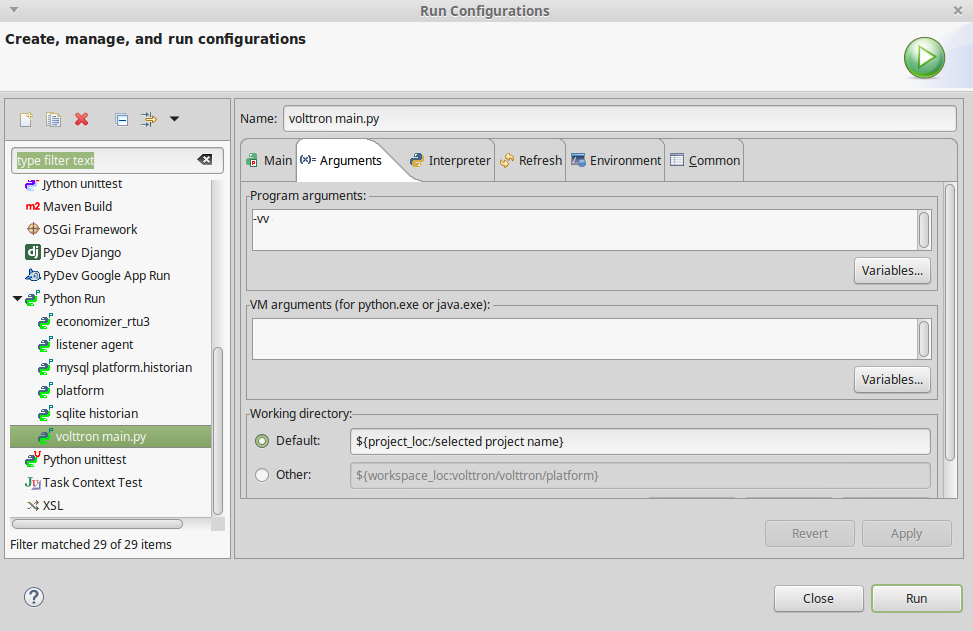 Run Configurations
Create, manage, and run configurations
type filter text
Jython unittest
m2 Maven Build
OSGi Framework
dj PyDev Django
PyDev Google App Run
Python Run
economizer_rtu3
listener agent
mysql platform.historian
platform
sqlite historian
volttron main.py
Python unittest
Task Context Test
XSL
Filter matched 29 of 29 items
Name: volttron main.py
Main (x)= Arguments Interpreter Refresh Environment Common
Program arguments:
-vv
Variables...
VM arguments (for python.exe or java.exe):
Variables...
Working directory:
Default: ${project_loc:/selected project name}
Other: ${workspace_loc:volttron/volttron/platform}
Revert Apply
? Close Run